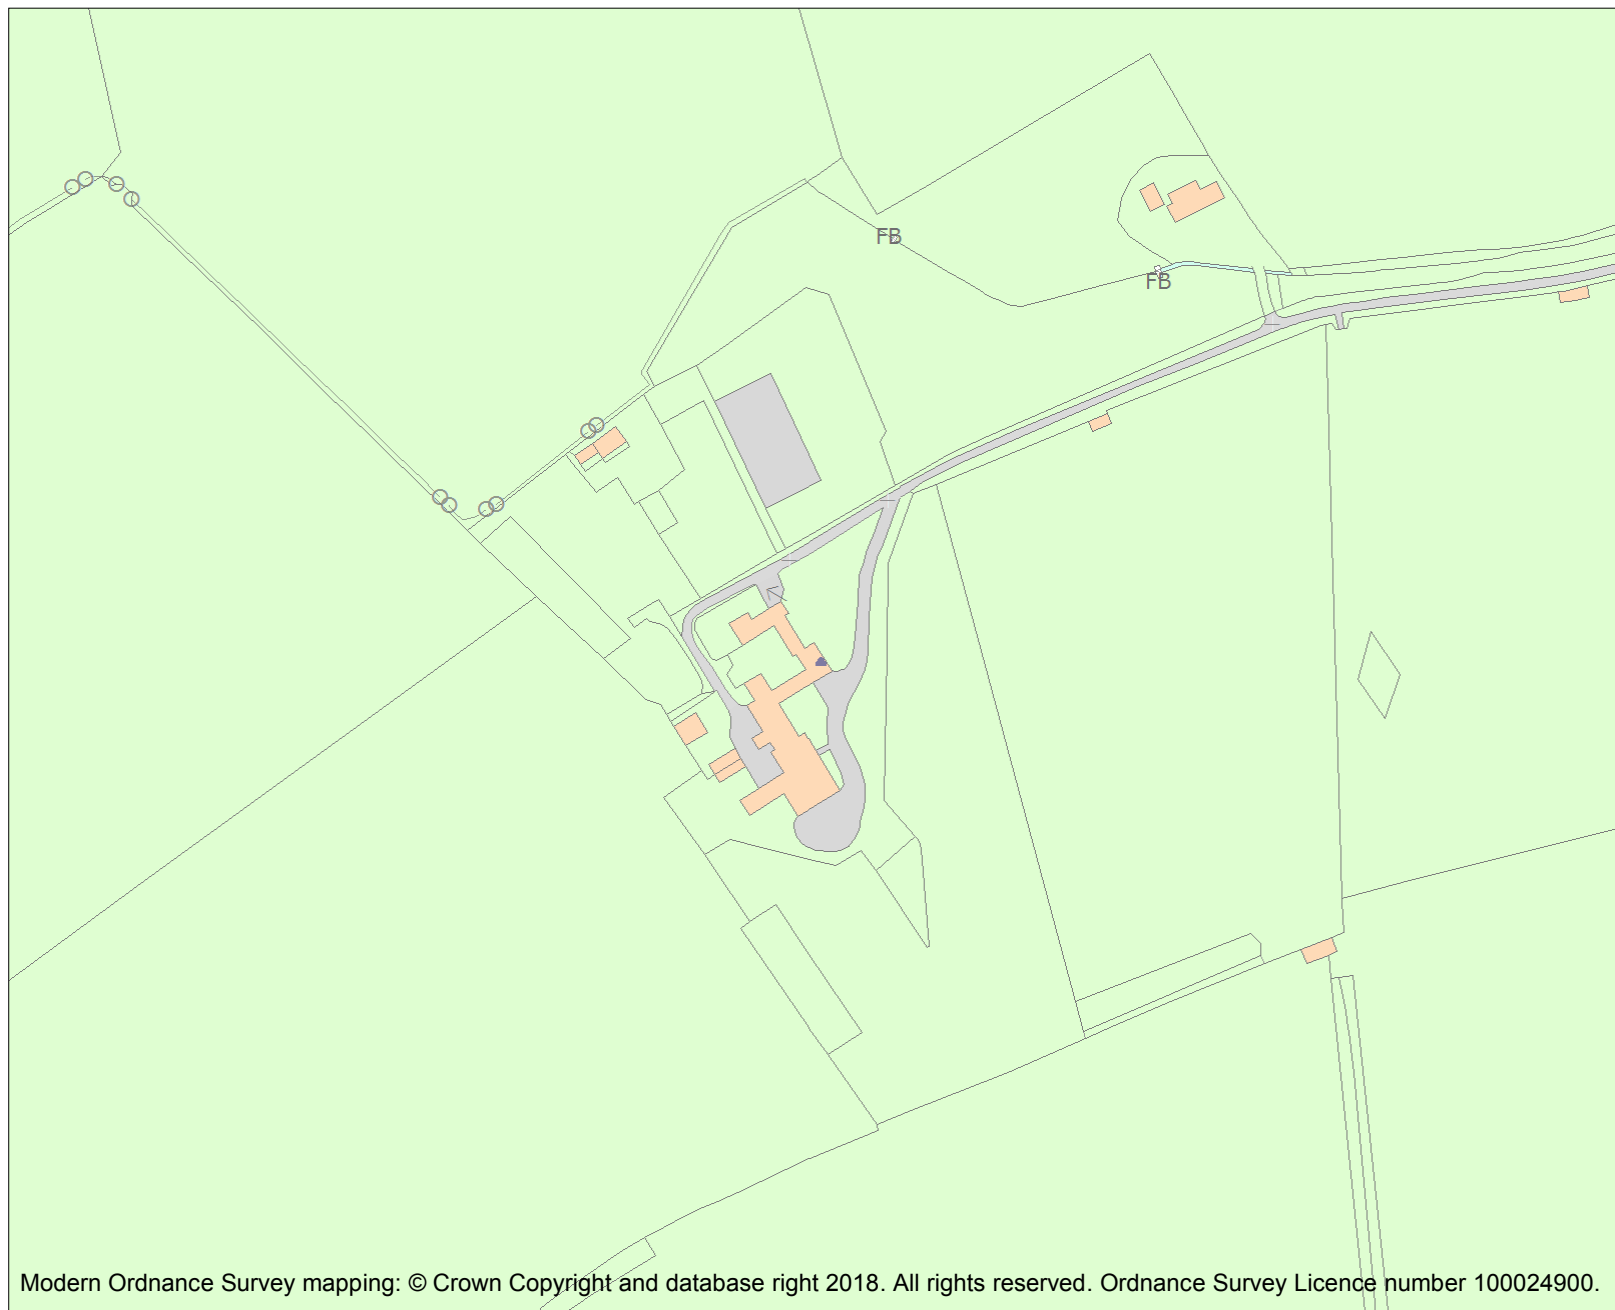 FB
FB
Modern Ordnance Survey mapping: © Crown Copyright and database right 2018. All rights reserved. Ordnance Survey Licence number 100024900.